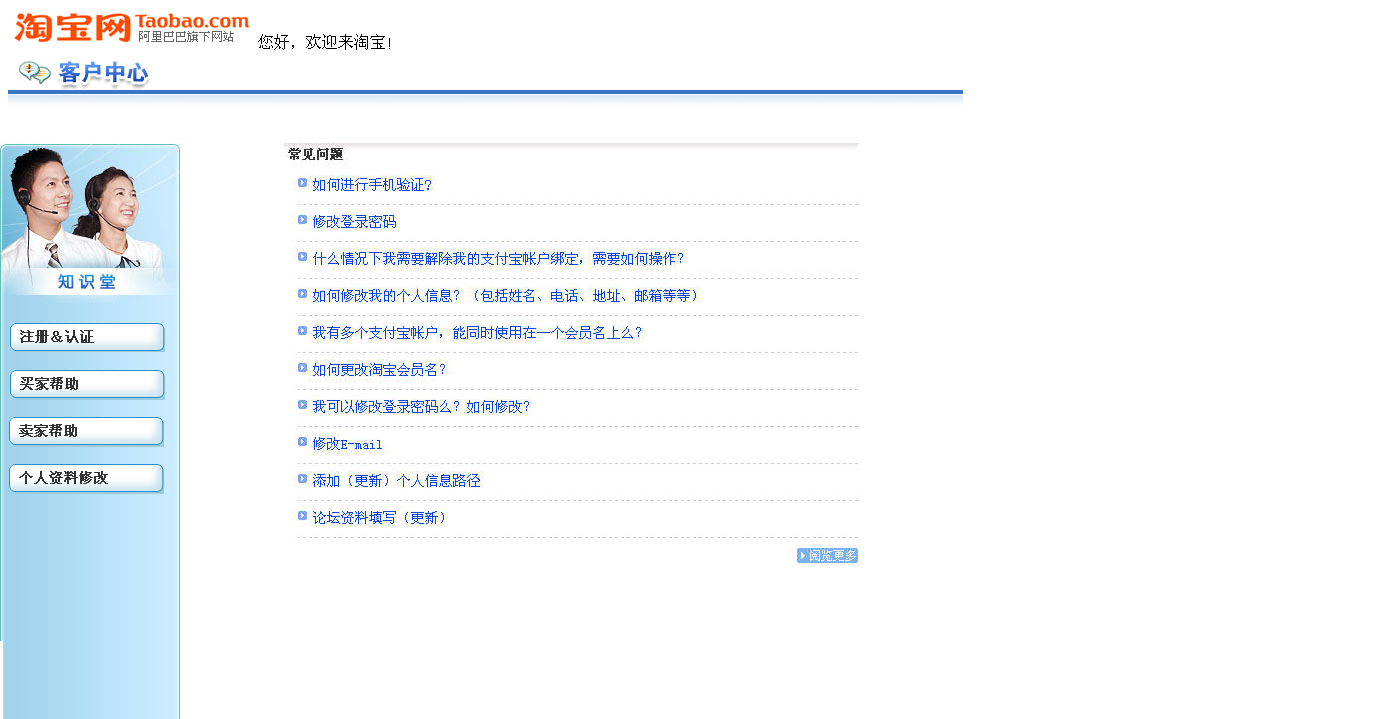 淘宝网 Taobao.com
阿里巴巴旗下网站
您好，欢迎来淘宝!
客户中心
知识堂
注册&认证
买家帮助
卖家帮助
个人资料修改
常见问题
如何进行手机验证?
修改登录密码
什么情况下我需要解除我的支付宝帐户绑定，需要如何操作?
如何修改我的个人信息？（包括姓名、电话、地址、邮箱等等）
我有多个支付宝帐户，能同时使用在一个会员名上么?
如何更改淘宝会员名?
我可以修改登录密码么？如何修改?
修改E-mail
添加（更新）个人信息路径
论坛资料填写（更新）
阅览更多